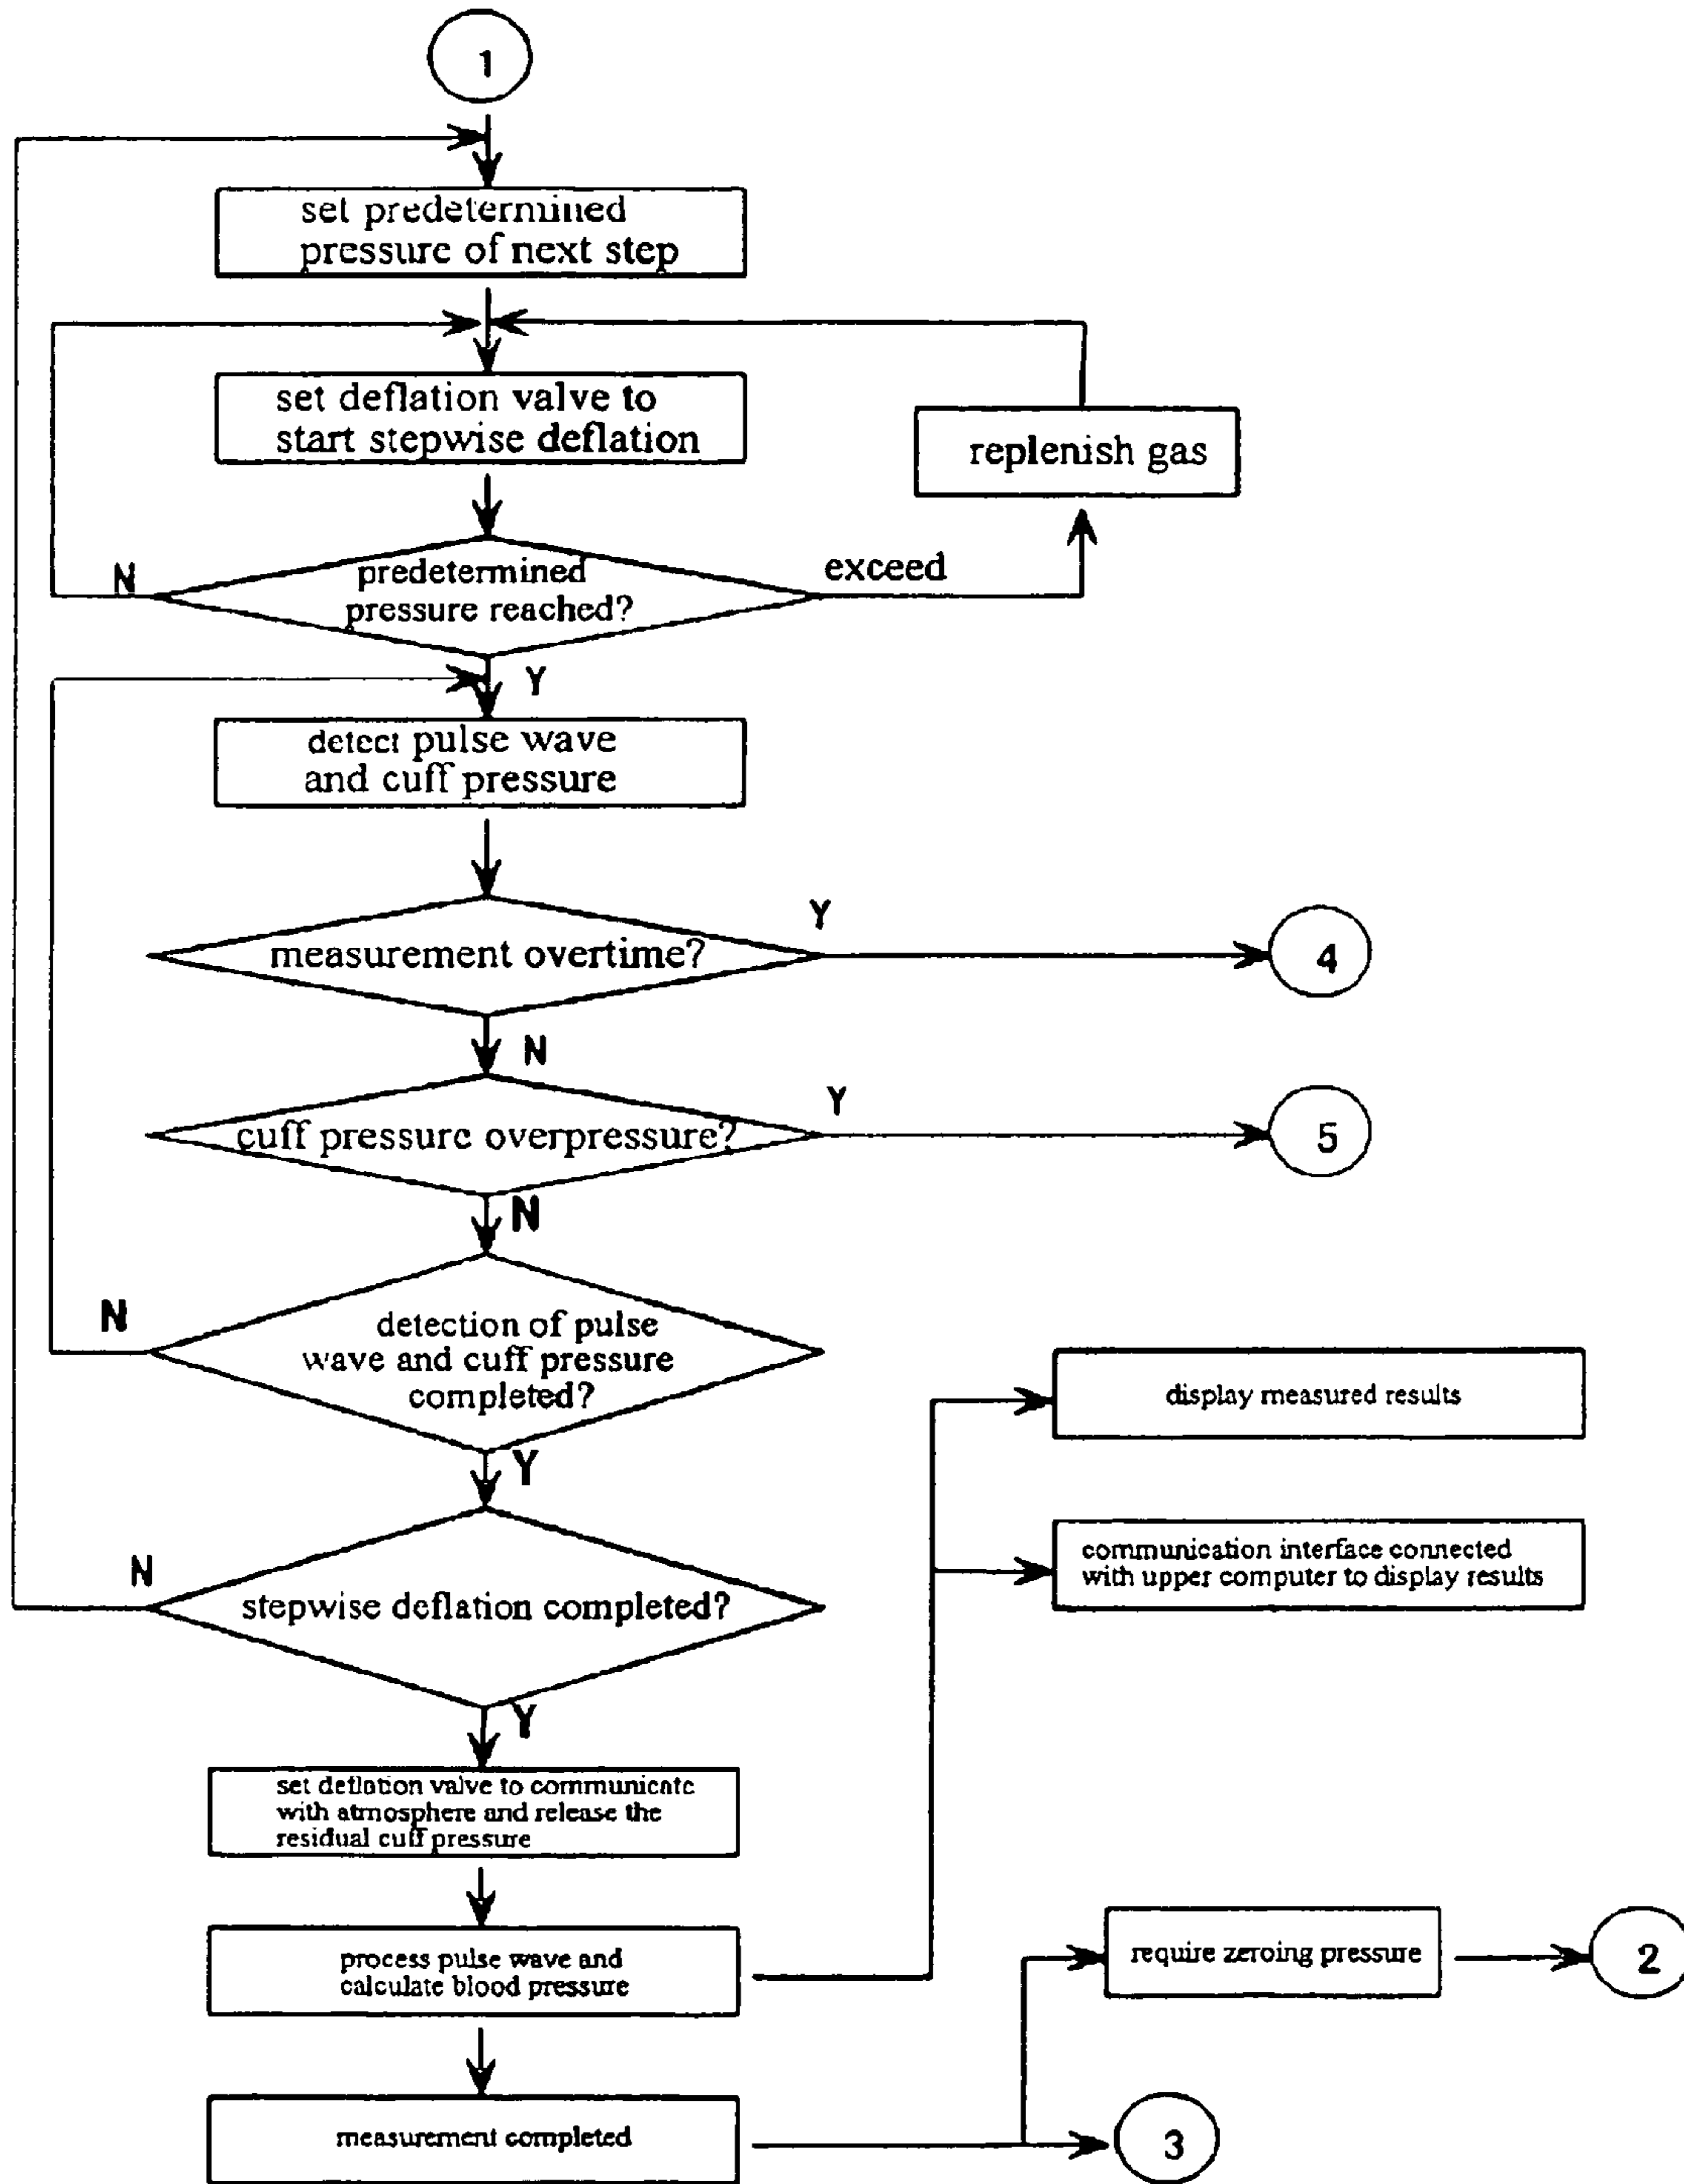 1
set predetermined
pressure of next step
set deflation valve to
start stepwise deflation
replenish gas
N
predetermined
pressure reached?
exceed
Y
detect pulse wave
and cuff pressure
Y
measurement overtime?
4
N
Y
cuff pressure overpressure?
5
N
N
detection of pulse
wave and cuff pressure
completed?
display measured results
Y
communication interface connected
with upper computer to display results
N
stepwise deflation completed?
Y
set deflation valve to communicate
with atmosphere and release the
residual cuff pressure
process pulse wave and
calculate blood pressure
require zeroing pressure
2
measurement completed
3